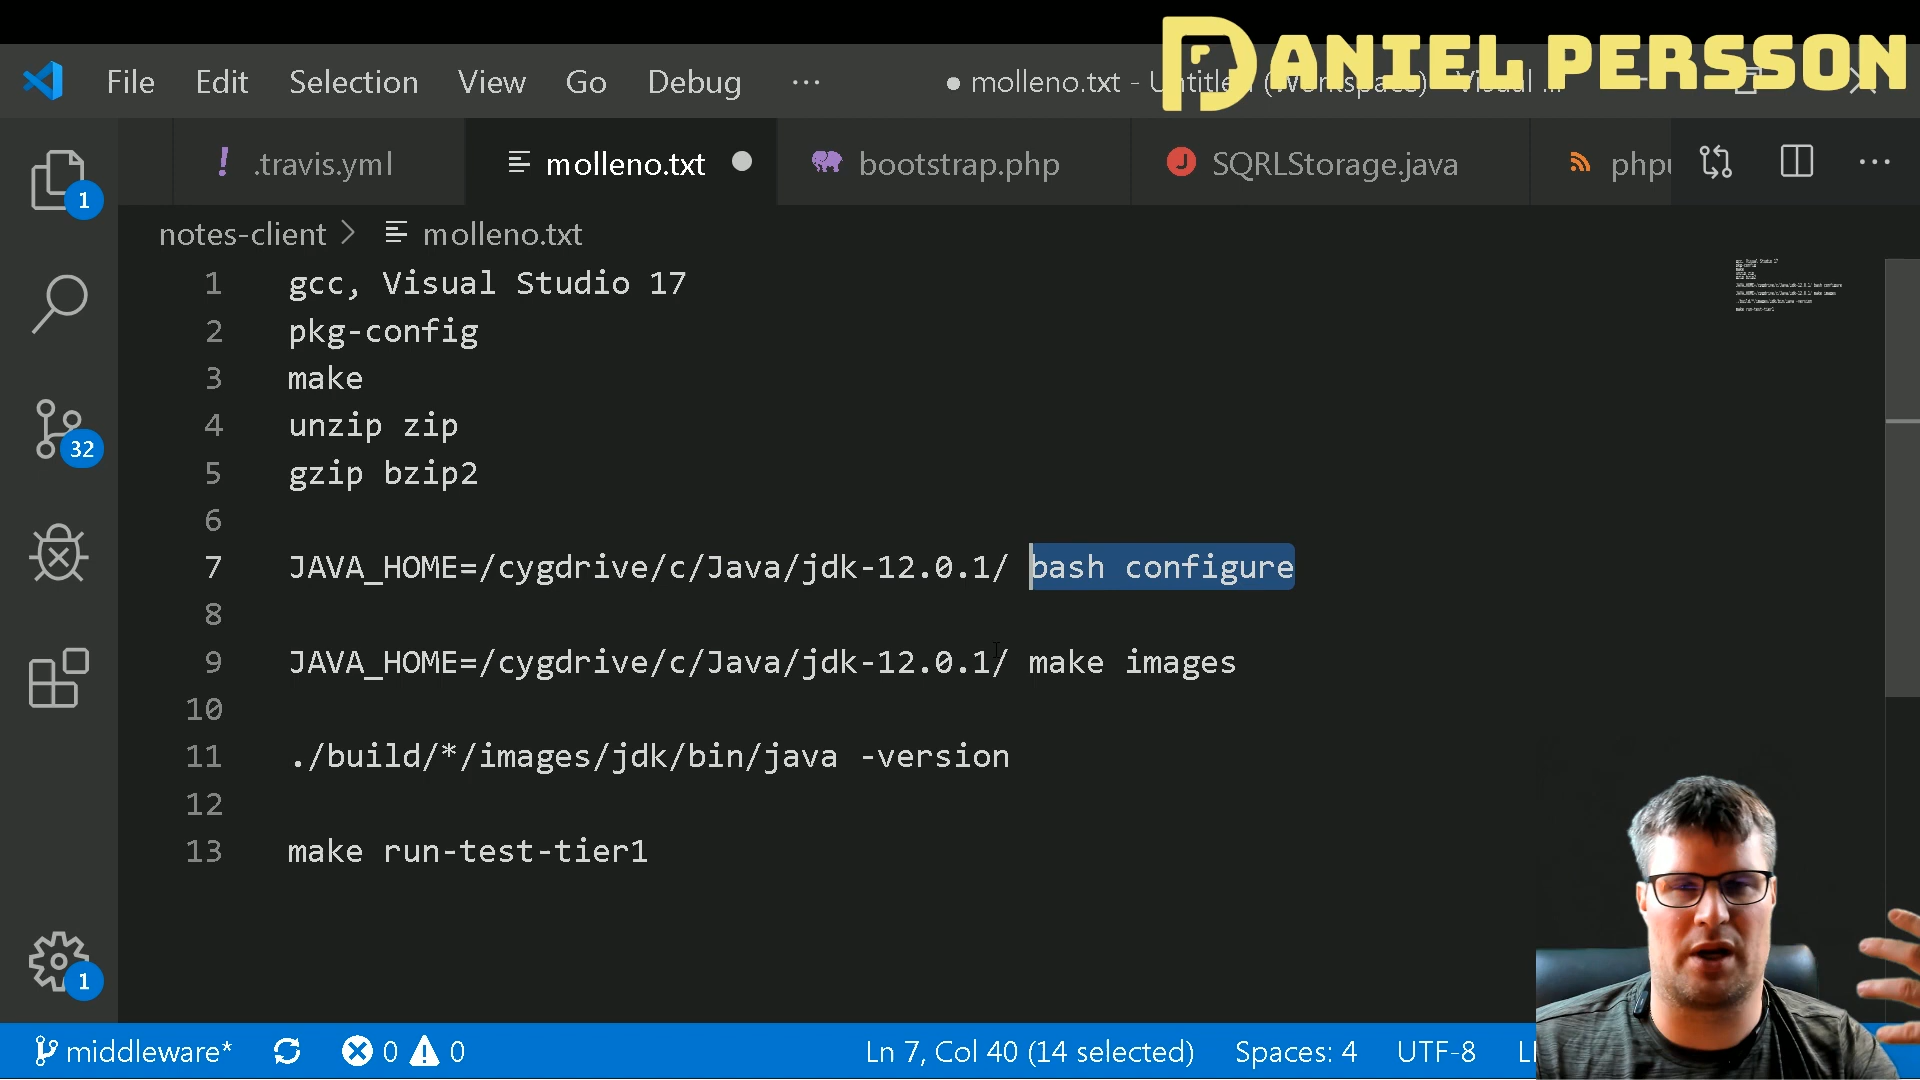 DANIEL PERSSON
File Edit Selection View Go Debug ···
● molleno.txt - (Workspace) - Visual ...
! .travis.yml molleno.txt bootstrap.php J SQRLStorage.java ···
1
notes-client > molleno.txt
1 gcc, Visual Studio 17
2 pkg-config
3 make
4 unzip zip
5 gzip bzip2
6
7 JAVA_HOME=/cygdrive/c/Java/jdk-12.0.1/ bash configure
8
9 JAVA_HOME=/cygdrive/c/Java/jdk-12.0.1/ make images
10
11 ./build/*/images/jdk/bin/java -version
12
13 make run-test-tier1
32
1
middleware* 0 0 Ln 7, Col 40 (14 selected) Spaces: 4 UTF-8